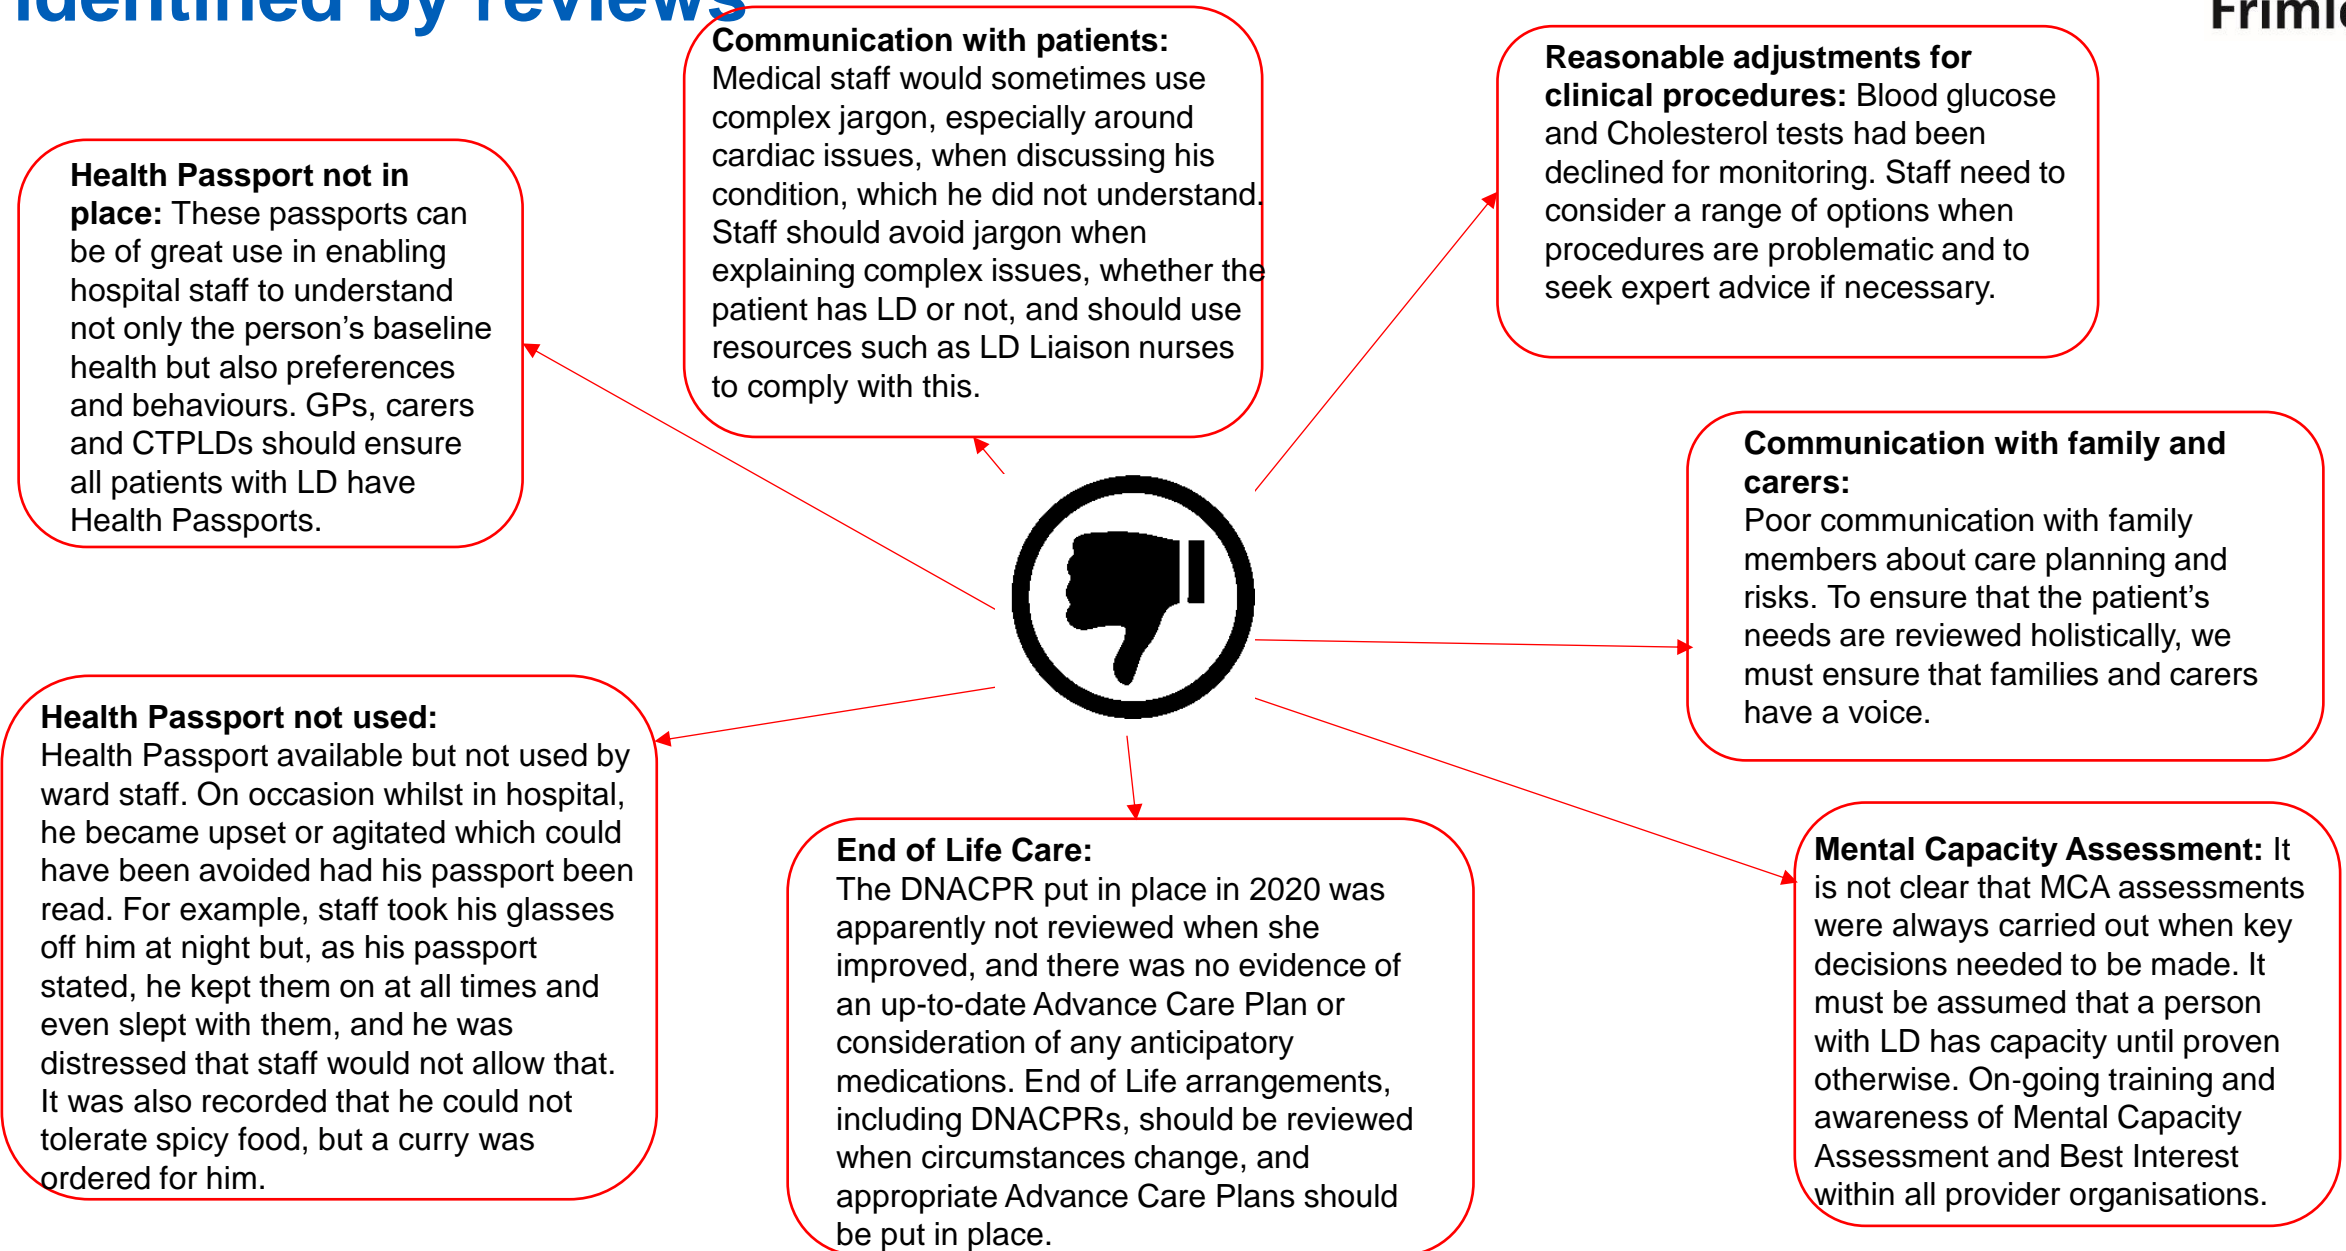 identified by reviews
Communication with patients:
Medical staff would sometimes use
complex jargon, especially around
cardiac issues, when discussing his
condition, which he did not understand.
Staff should avoid jargon when
explaining complex issues, whether the
patient has LD or not, and should use
resources such as LD Liaison nurses
to comply with this.
Reasonable adjustments for
clinical procedures: Blood glucose
and Cholesterol tests had been
declined for monitoring. Staff need to
consider a range of options when
procedures are problematic and to
seek expert advice if necessary.
Health Passport not in
place: These passports can
be of great use in enabling
hospital staff to understand
not only the person’s baseline
health but also preferences
and behaviours. GPs, carers
and CTPLDs should ensure
all patients with LD have
Health Passports.
Communication with family and
carers:
Poor communication with family
members about care planning and
risks. To ensure that the patient’s
needs are reviewed holistically, we
must ensure that families and carers
have a voice.
Health Passport not used:
Health Passport available but not used by
ward staff. On occasion whilst in hospital,
he became upset or agitated which could
have been avoided had his passport been
read. For example, staff took his glasses
off him at night but, as his passport
stated, he kept them on at all times and
even slept with them, and he was
distressed that staff would not allow that.
It was also recorded that he could not
tolerate spicy food, but a curry was
ordered for him.
End of Life Care:
The DNACPR put in place in 2020 was
apparently not reviewed when she
improved, and there was no evidence of
an up-to-date Advance Care Plan or
consideration of any anticipatory
medications. End of Life arrangements,
including DNACPRs, should be reviewed
when circumstances change, and
appropriate Advance Care Plans should
be put in place.
Mental Capacity Assessment: It
is not clear that MCA assessments
were always carried out when key
decisions needed to be made. It
must be assumed that a person
with LD has capacity until proven
otherwise. On-going training and
awareness of Mental Capacity
Assessment and Best Interest
within all provider organisations.